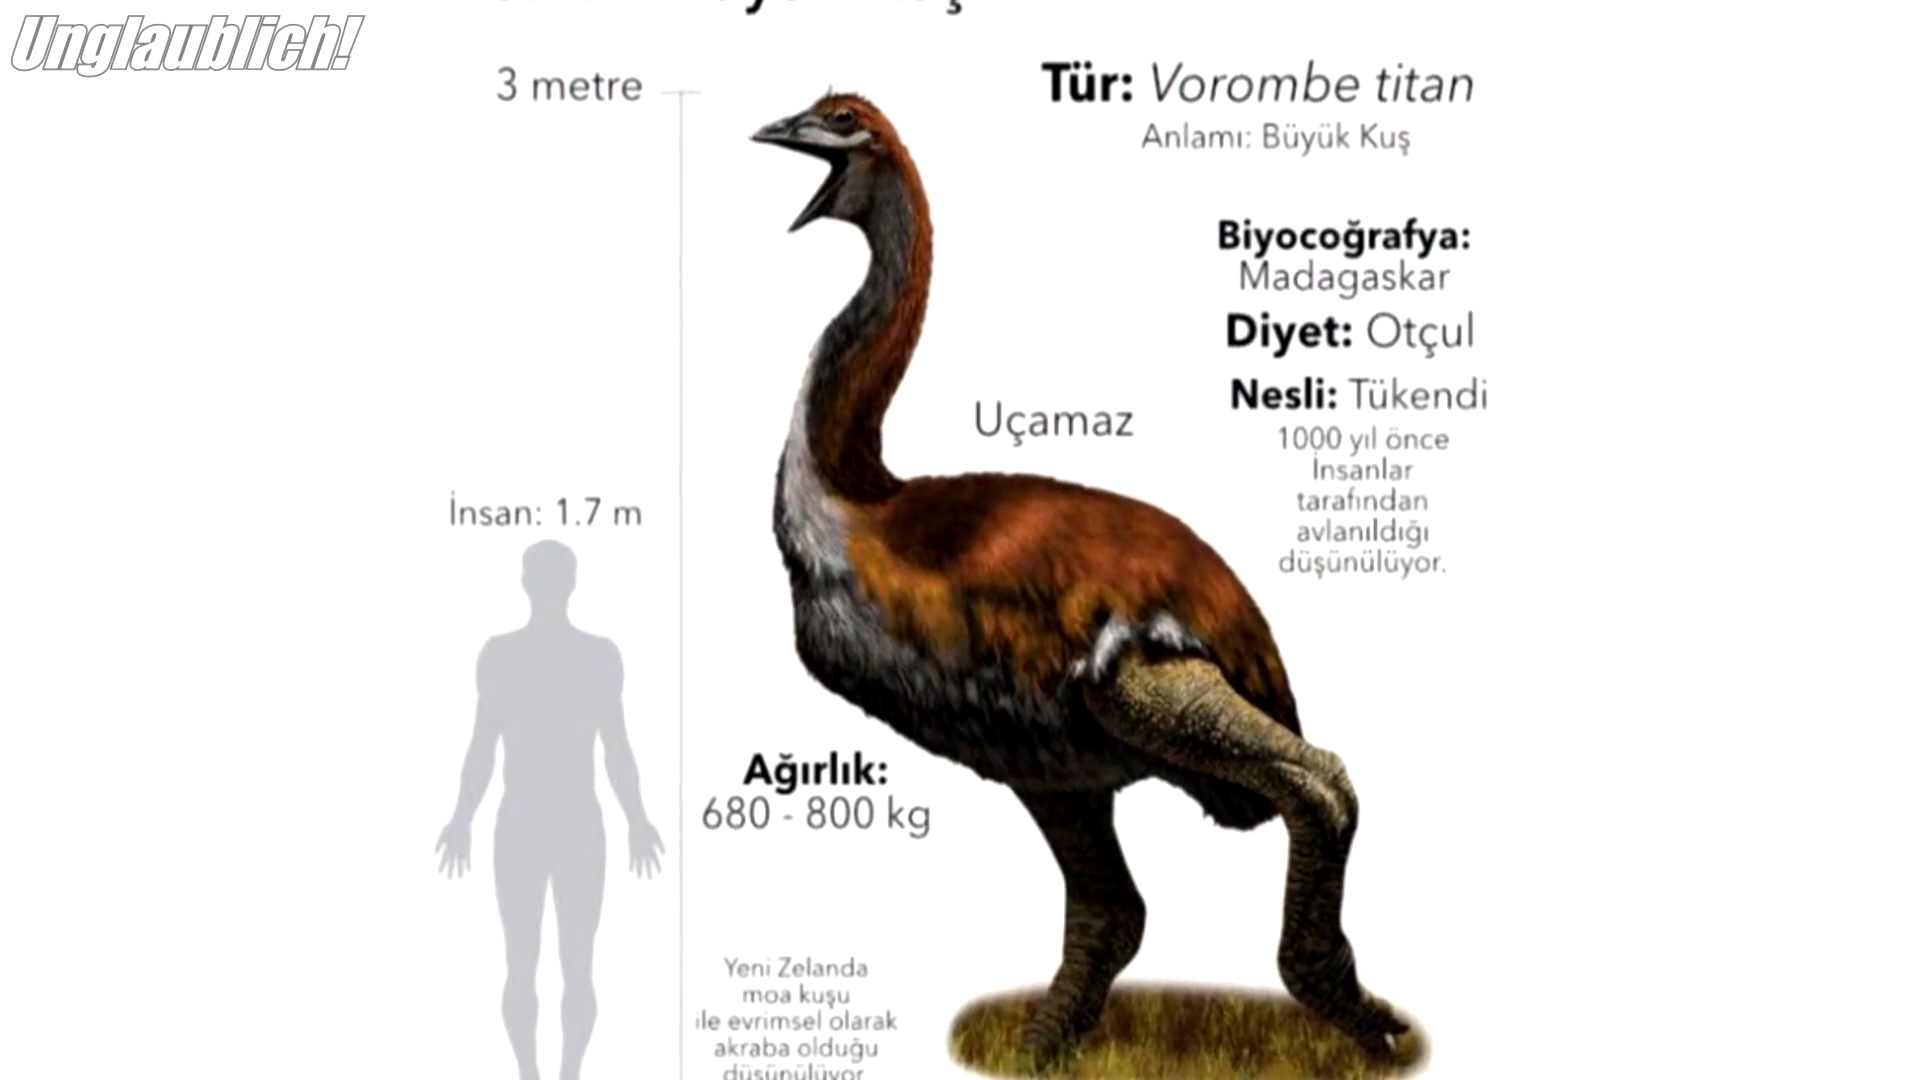 Unglaublich!
3 metre
Tür: Vorombe titan
Anlamı: Büyük Kuş
Biyocoğrafya:
Madagaskar
Diyet: Otçul
Nesli: Tükendi
1000 yıl önce
İnsanlar
tarafından
avlanıldığı
düşünülüyor.
Uçamaz
İnsan: 1.7 m
Ağırlık:
680 - 800 kg
Yeni Zelanda
moa kuşu
ile evrimsel olarak
akraba olduğu
düşünülüyor